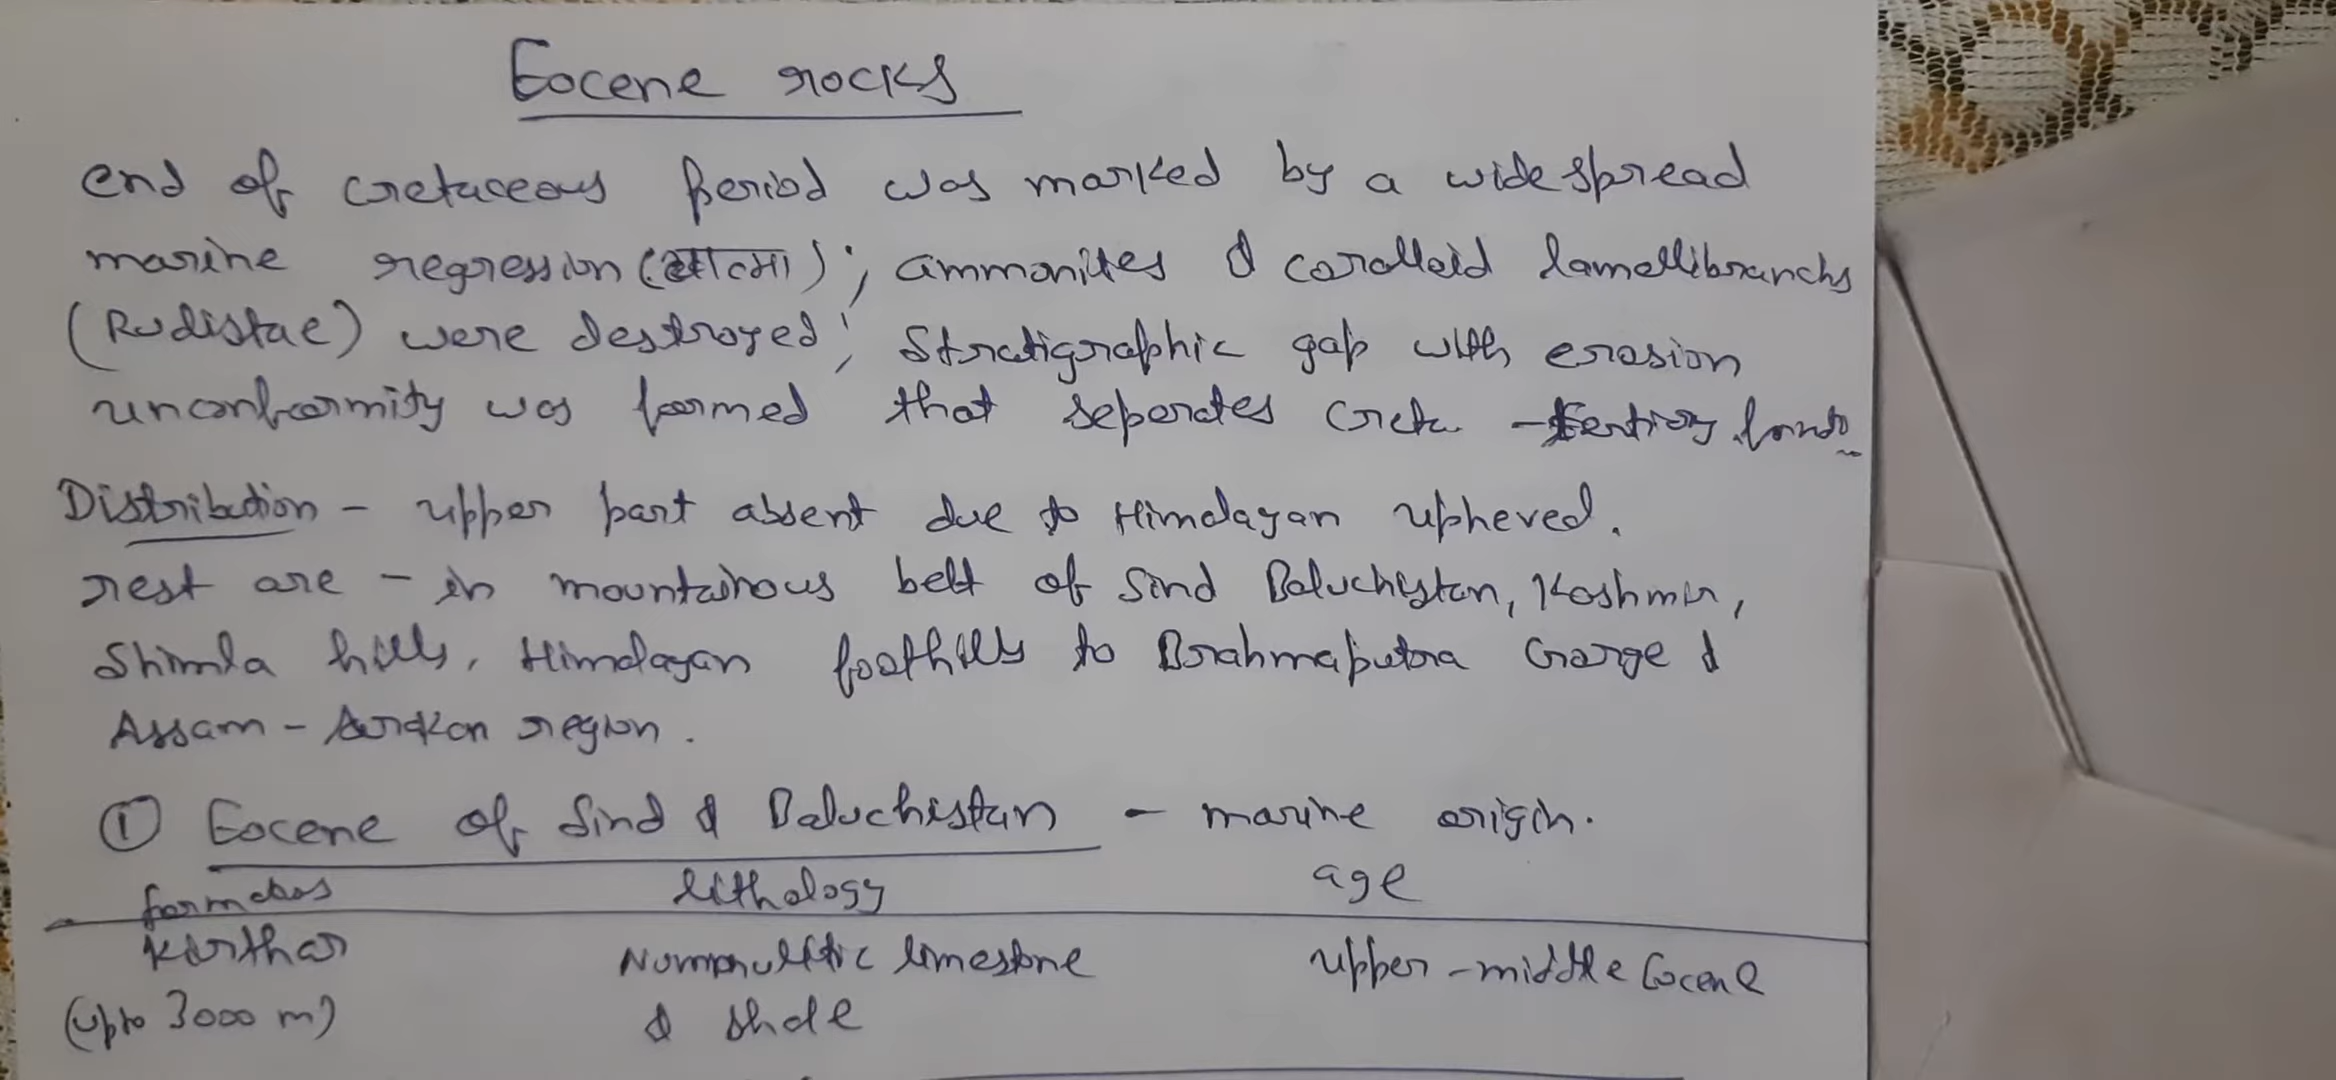 Eocene rocks
end of cretaceous period was marked by a wide spread
marine regression (खात्मा); ammonites & coralloid lamellibranchs
(Rudistae) were destroyed; Stratigraphic gap with erosion
unconformity was formed that seperates Creta - tertiary
Distribution - upper part absent due to Himalayan upheved.
rest are - in mountainous belt of Sind Baluchistan, Kashmir,
Shimla hills, Himalayan foothills to Brahmaputra Gorge &
Assam - Arakan region.
① Eocene of Sind & Baluchistan - marine origin.
formations lithology age
Kirthar Nummulitic limestone upper - middle Eocene
(upto 3000 m) & shale